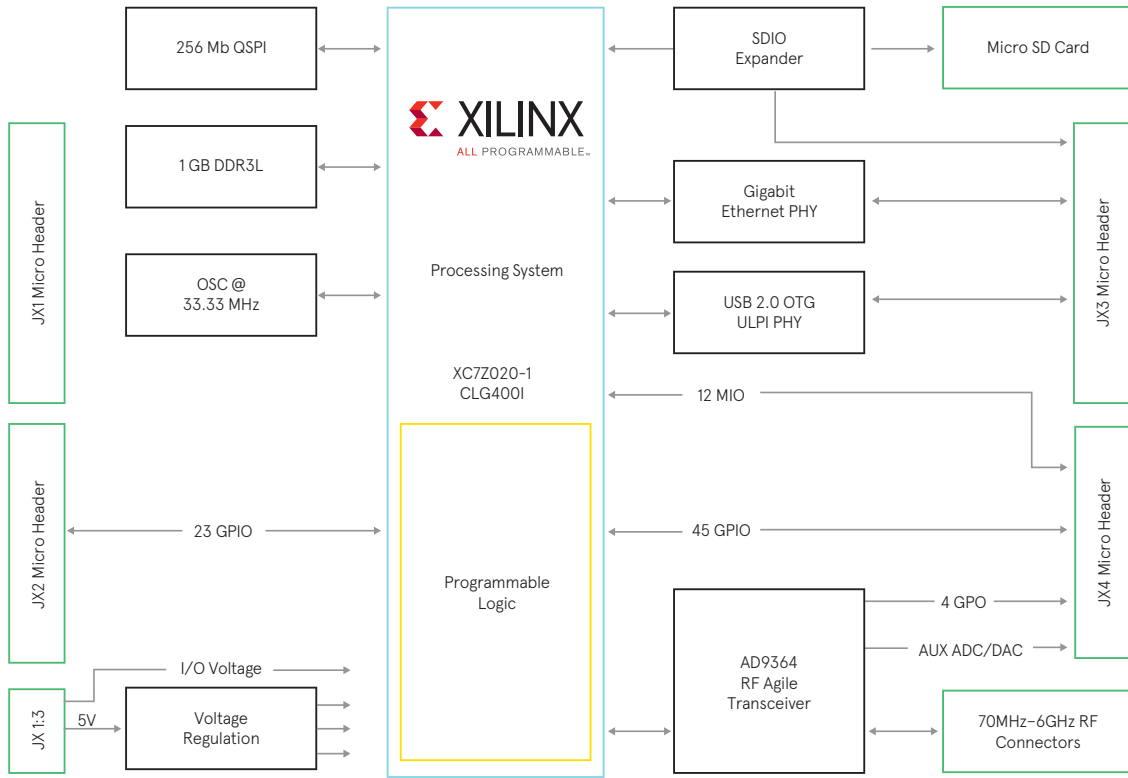 256 Mb QSPI
SDIO
Expander
Micro SD Card
XILINX
ALL PROGRAMMABLE™
JX1 Micro Header
1 GB DDR3L
Gigabit
Ethernet PHY
JX3 Micro Header
OSC @
33.33 MHz
Processing System
USB 2.0 OTG
ULPI PHY
XC7Z020-1
CLG400I
12 MIO
JX2 Micro Header
23 GPIO
45 GPIO
JX4 Micro Header
Programmable
Logic
4 GPO
AUX ADC/DAC
I/O Voltage
AD9364
RF Agile
Transceiver
JX 1:3
5V
Voltage
Regulation
70MHz–6GHz RF
Connectors